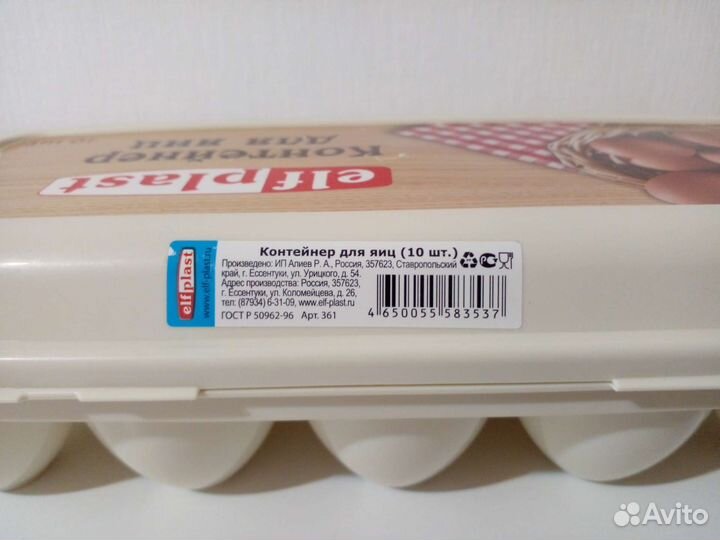 Контейнер
для яиц
elfplast
elfplast
www.elf-plast.ru
Контейнер для яиц (10 шт.)
Произведено: ИП Алиев Р. А., Россия, 357623, Ставропольский
край, г. Ессентуки, ул. Урицкого, д. 54.
Адрес производства: Россия, 357623,
г. Ессентуки, ул. Коломейцева, д. 26,
тел: (87934) 6-31-09, www.elf-plast.ru
ГОСТ Р 50962-96 Арт. 361
4 650055 583537
Avito